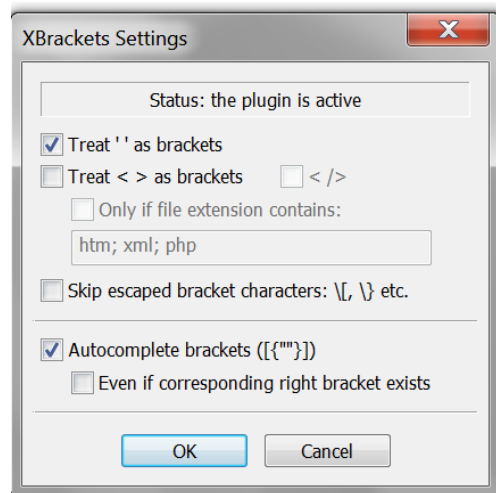 XBrackets Settings
X
Status: the plugin is active
Treat ' ' as brackets
Treat < > as brackets < />
Only if file extension contains:
htm; xml; php
Skip escaped bracket characters: \[, \} etc.
Autocomplete brackets ([{""}])
Even if corresponding right bracket exists
OK Cancel